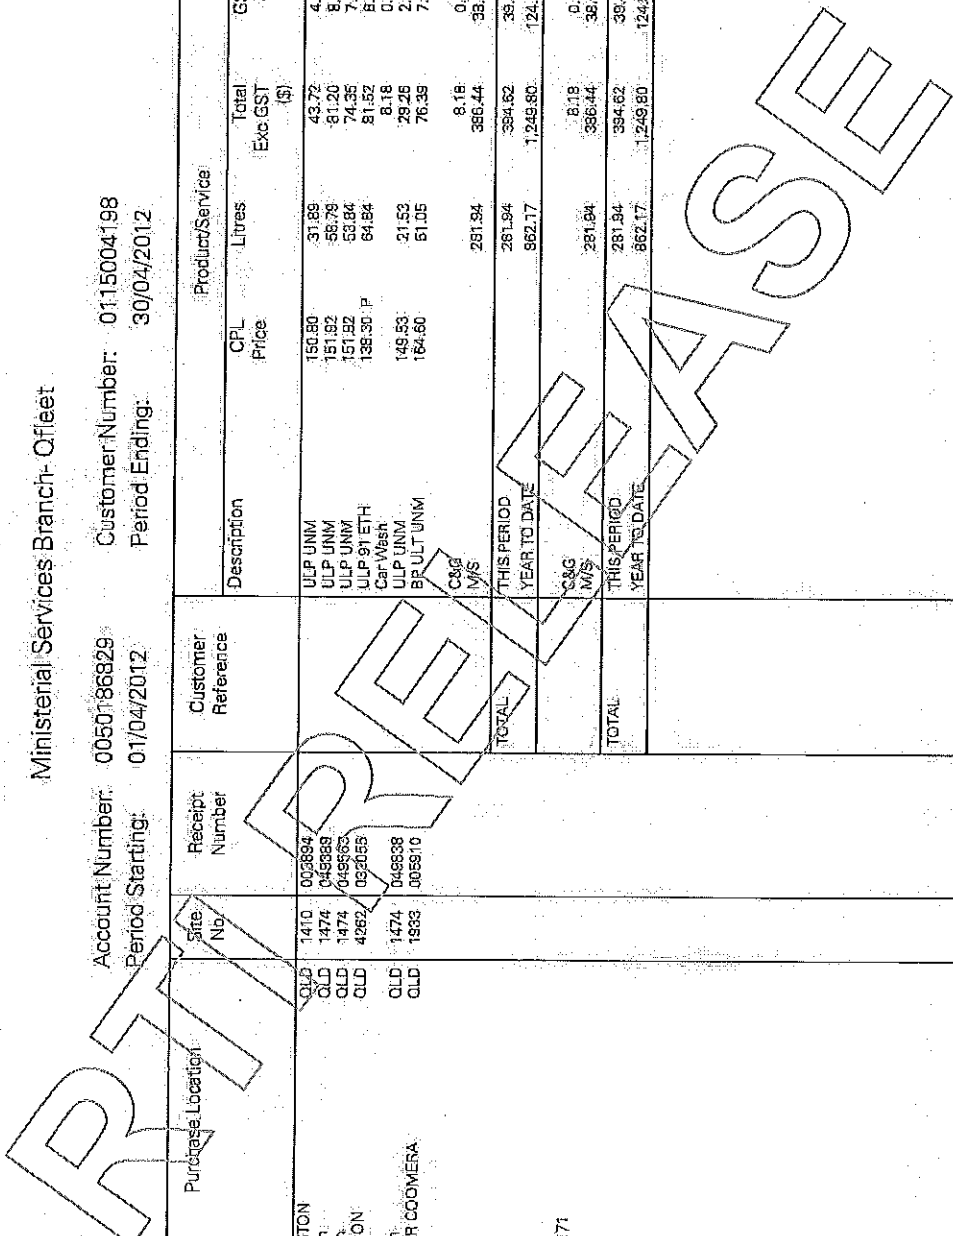 Ministerial Services Branch- Qfleet
Account Number: 0050186829 Customer Number: 0115004198
Period Starting: 01/04/2012 Period Ending: 30/04/2012
Purchase Location Site No. Receipt Number Customer Reference Product/Service
Description CPL Price Litres Total Exc GST ($)
QLD 1410 003894 ULP UNM 150.80 31.89 43.72
QLD 1474 049389 ULP UNM 151.92 58.79 81.20
QLD 1474 049563 ULP UNM 151.92 53.84 74.35
QLD 4262 032055 ULP 91 ETH 138.30 P 64.84 81.52
Car Wash 8.18
QLD 1474 049838 ULP UNM 149.53 21.53 29.26
R COOMERA QLD 1933 005910 BP ULT UNM 164.60 51.05 76.39
C&G 8.18
M/S 281.94 386.44
TOTAL THIS PERIOD 281.94 394.62
YEAR TO DATE 862.17 1,249.80
C&G 8.18
M/S 281.94 386.44
TOTAL THIS PERIOD 281.94 394.62
YEAR TO DATE 862.17 1,249.80
RTI RELEASE